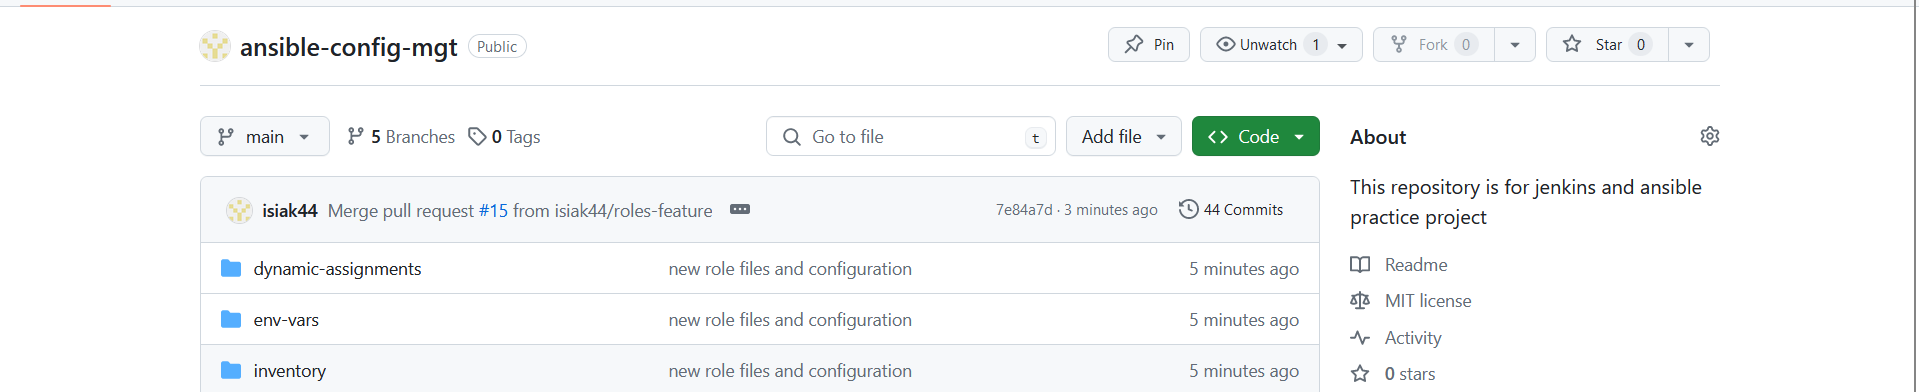 ansible-config-mgt Public Pin Unwatch 1 Fork 0 Star 0
main 5 Branches 0 Tags Go to file t Add file Code
About
This repository is for jenkins and ansible
practice project
isiak44 Merge pull request #15 from isiak44/roles-feature 7e84a7d · 3 minutes ago 44 Commits
dynamic-assignments new role files and configuration 5 minutes ago
env-vars new role files and configuration 5 minutes ago
inventory new role files and configuration 5 minutes ago
Readme
MIT license
Activity
0 stars